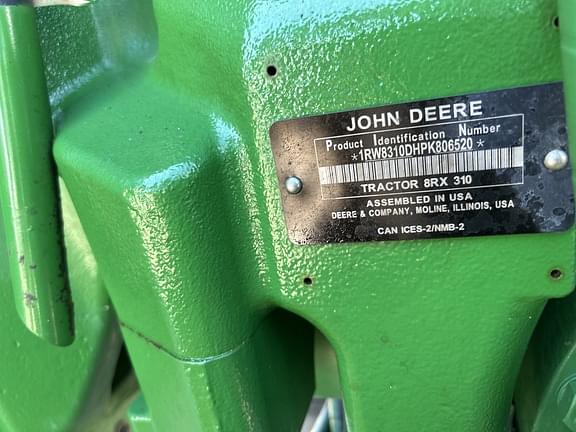 JOHN DEERE
Product Identification Number
*1RW8310DHPK806520*
TRACTOR 8RX 310
ASSEMBLED IN USA
DEERE & COMPANY, MOLINE, ILLINOIS, USA
CAN ICES-2/NMB-2